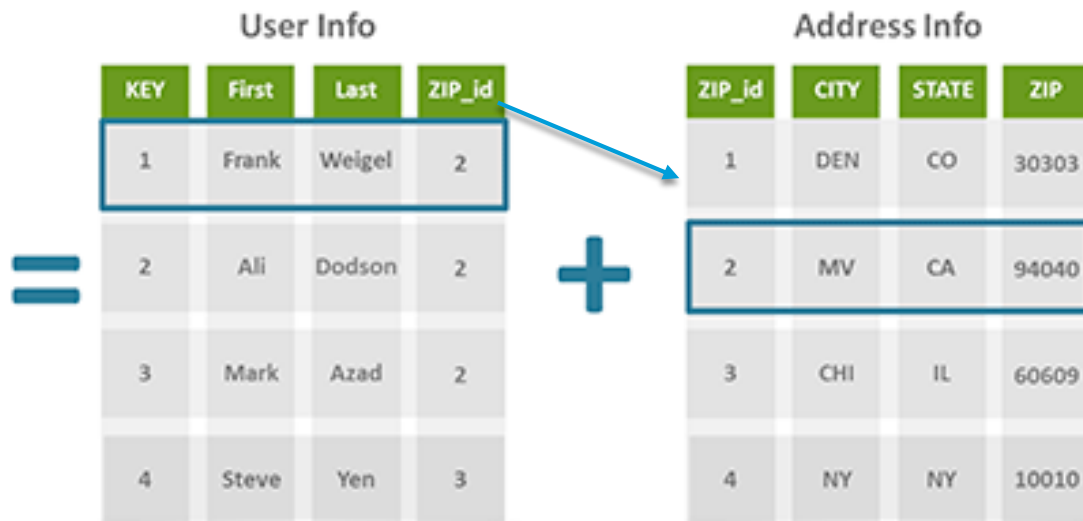 User Info
Address Info
KEY First Last ZIP_id
ZIP_id CITY STATE ZIP
1 Frank Weigel 2
1 DEN CO 30303
2 Ali Dodson 2
2 MV CA 94040
3 Mark Azad 2
3 CHI IL 60609
4 Steve Yen 3
4 NY NY 10010